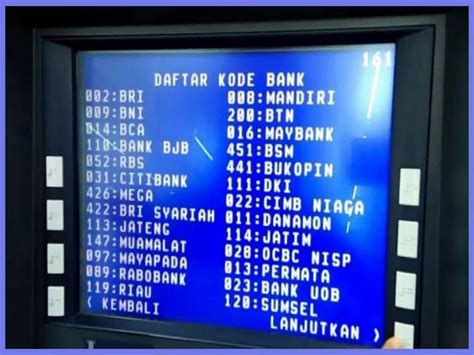 161
DAFTAR KODE BANK
002:BRI 008:MANDIRI
009:BNI 200:BTN
014:BCA 016:MAYBANK
110:BANK BJB 451:BSM
052:RBS 441:BUKOPIN
031:CITIBANK 111:DKI
426:MEGA 022:CIMB NIAGA
422:BRI SYARIAH 011:DANAMON
113:JATENG 114:JATIM
147:MUAMALAT 028:OCBC NISP
097:MAYAPADA 013:PERMATA
089:RABOBANK 023:BANK UOB
119:RIAU 120:SUMSEL
( KEMBALI LANJUTKAN )